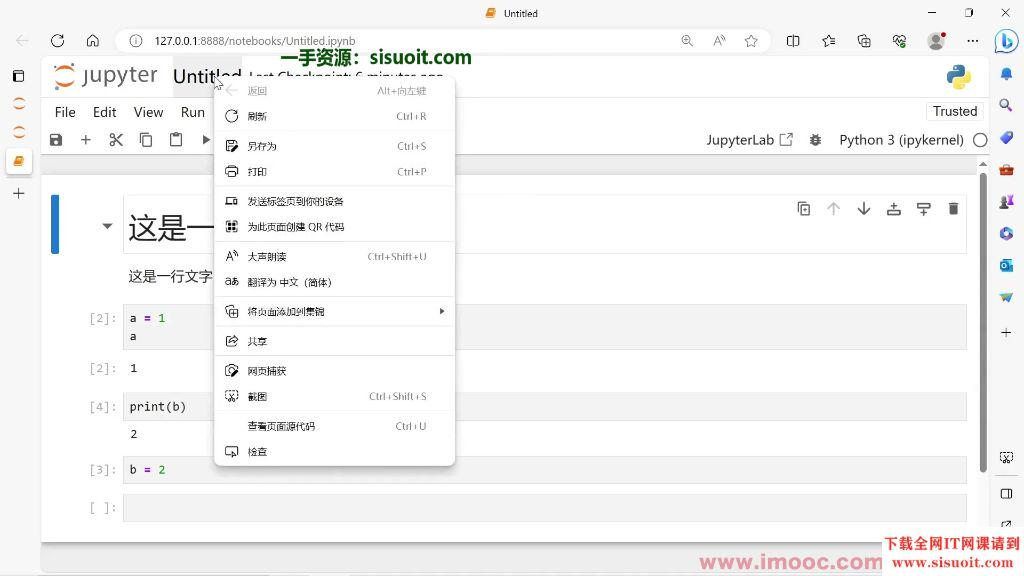 Untitled
127.0.0.1:8888/notebooks/Untitled.ipynb
一手资源：sisuoit.com
jupyter Untitled Last Checkpoint: 6 minutes ago
File Edit View Run
Trusted
JupyterLab Python 3 (ipykernel)
返回 Alt+向左键
刷新 Ctrl+R
另存为 Ctrl+S
打印 Ctrl+P
发送标签页到你的设备
为此页面创建 QR 代码
大声朗读 Ctrl+Shift+U
翻译为 中文（简体）
将页面添加到集锦
共享
网页捕获
截图 Ctrl+Shift+S
查看页面源代码 Ctrl+U
检查
这是一
这是一行文字
[2]: a = 1
a
[2]: 1
[4]: print(b)
2
[3]: b = 2
[ ]:
www.imooc.com
下载全网IT网课请到
www.sisuoit.com